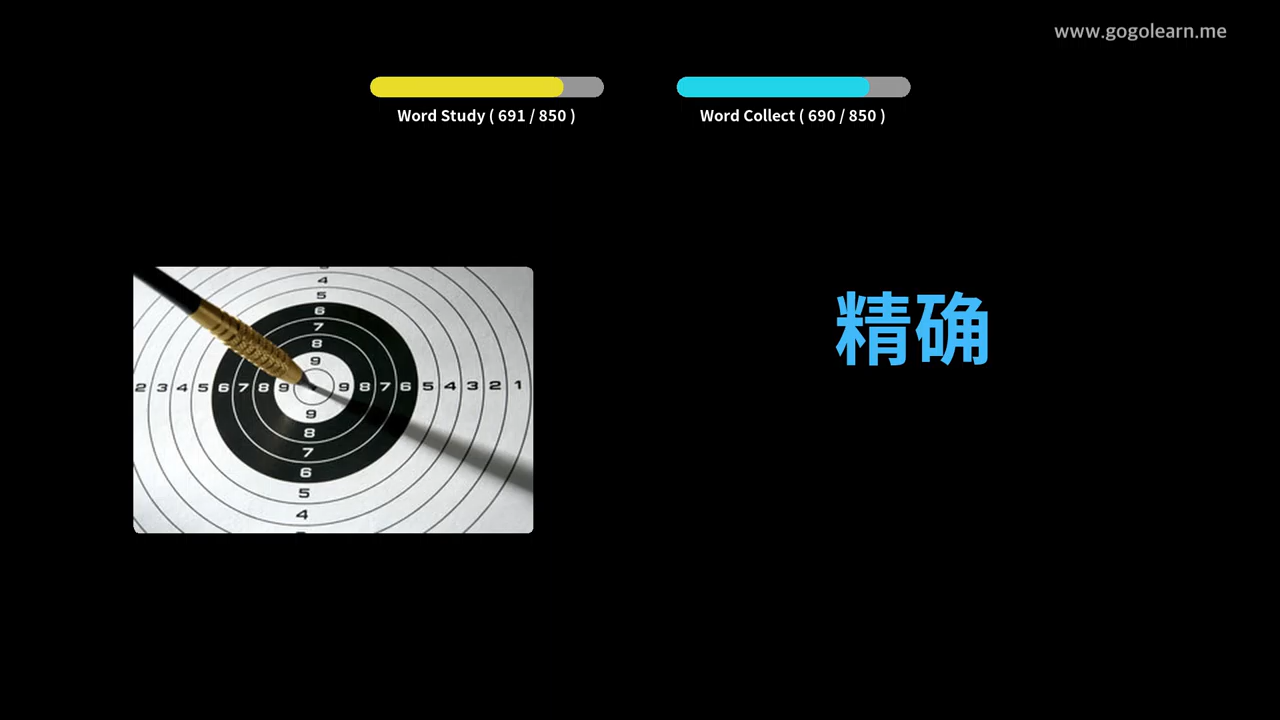 www.gogolearn.me
Word Study ( 691 / 850 )
Word Collect ( 690 / 850 )
精确
4
5
6
7
8
9
2 3 4 5 6 7 8 9 9 8 7 6 5 4 3 2 1
9
8
7
6
5
4